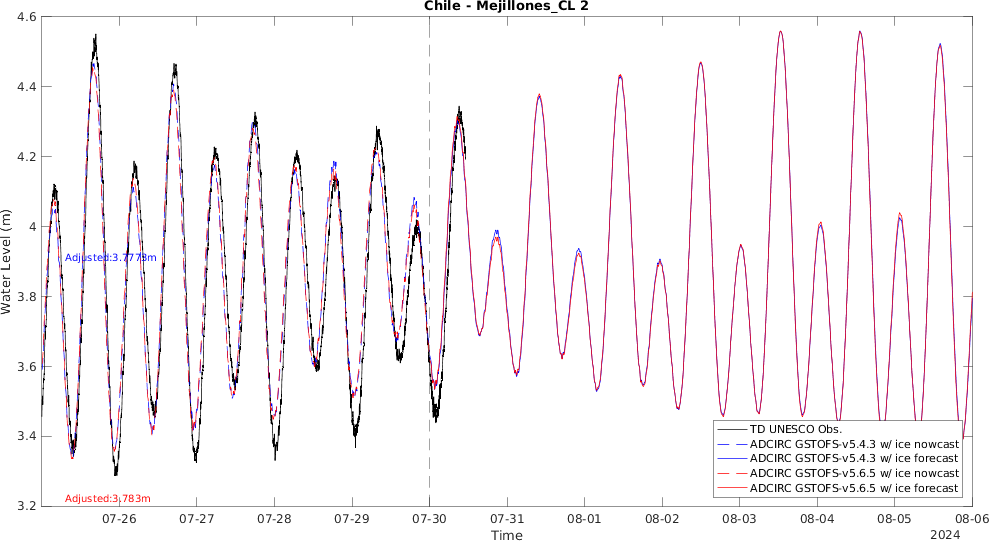 Chile - Mejillones_CL 2
4.6
4.4
4.2
4
3.8
3.6
3.4
3.2
Water Level (m)
Adjusted:3.7773m
Adjusted:3.783m
TD UNESCO Obs.
ADCIRC GSTOFS-v5.4.3 w/ ice nowcast
ADCIRC GSTOFS-v5.4.3 w/ ice forecast
ADCIRC GSTOFS-v5.6.5 w/ ice nowcast
ADCIRC GSTOFS-v5.6.5 w/ ice forecast
07-26 07-27 07-28 07-29 07-30 07-31 08-01 08-02 08-03 08-04 08-05 08-06
Time
2024